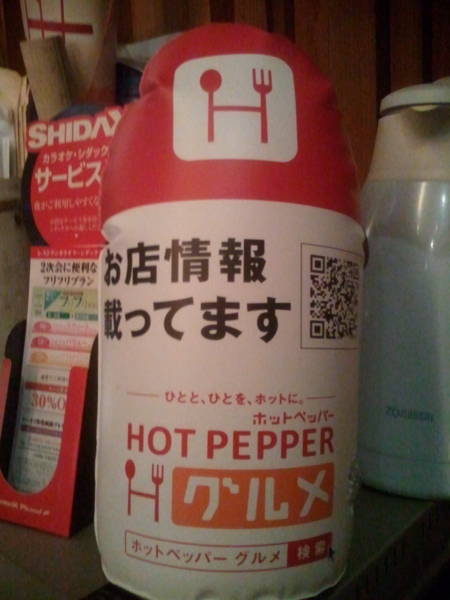 SHIDAX
カラオケ・シダック
サービス
2次会に便利な
フリフリプラン
30%O
お店情報
載ってます
ひとと、ひとを、ホットに。
ホットペッパー
HOT PEPPER
グルメ
ホットペッパー グルメ 検索
ZOJIRUSHI